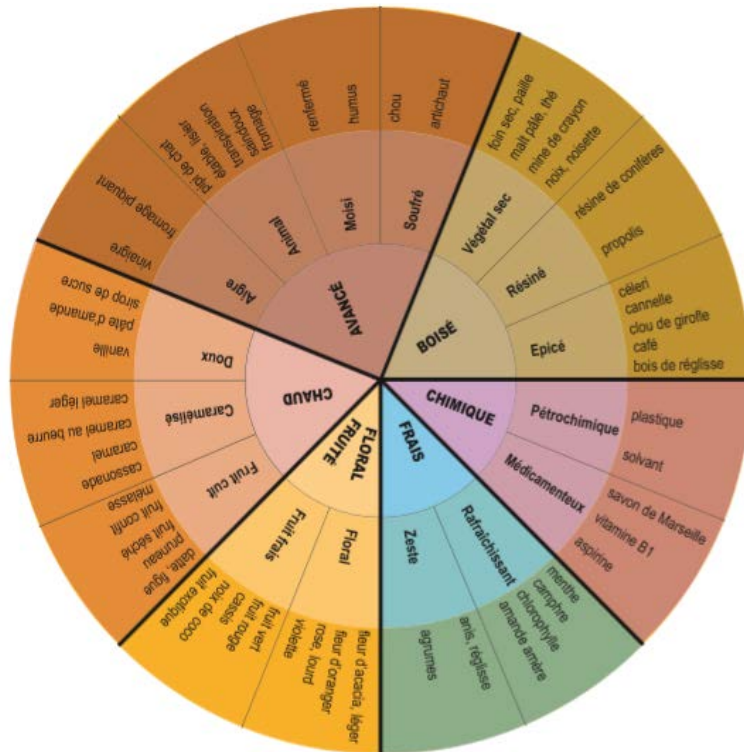 BOISÉ
Végétal sec
foin sec, paille
malt pâle, thé
mine de crayon
noix, noisette
Résiné
résine de conifères
propolis
Epicé
céleri
cannelle
clou de girofle
café
bois de réglisse
CHIMIQUE
Pétrochimique
plastique
solvant
Médicamenteux
savon de Marseille
vitamine B1
aspirine
FRAIS
Rafraîchissant
menthe
camphre
chlorophylle
amande amère
anis, réglisse
Zeste
agrumes
FLORAL
FRUITÉ
Floral
fleur d'acacia, léger
fleur d'oranger
rose, lourd
violette
Fruit frais
fruit vert
fruit rouge
cassis
noix de coco
fruit exotique
CHAUD
Fruit cuit
datte, figue
pruneau
fruit séché
fruit confit
mélasse
Caramélisé
cassonade
caramel
caramel au beurre
caramel léger
Doux
vanille
pâte d'amande
sirop de sucre
AVANCÉ
Aigre
vinaigre
fromage piquant
Animal
pipi de chat
étable, lisier
transpiration
saindoux
fromage
Moisi
renfermé
humus
Soufré
chou
artichaut